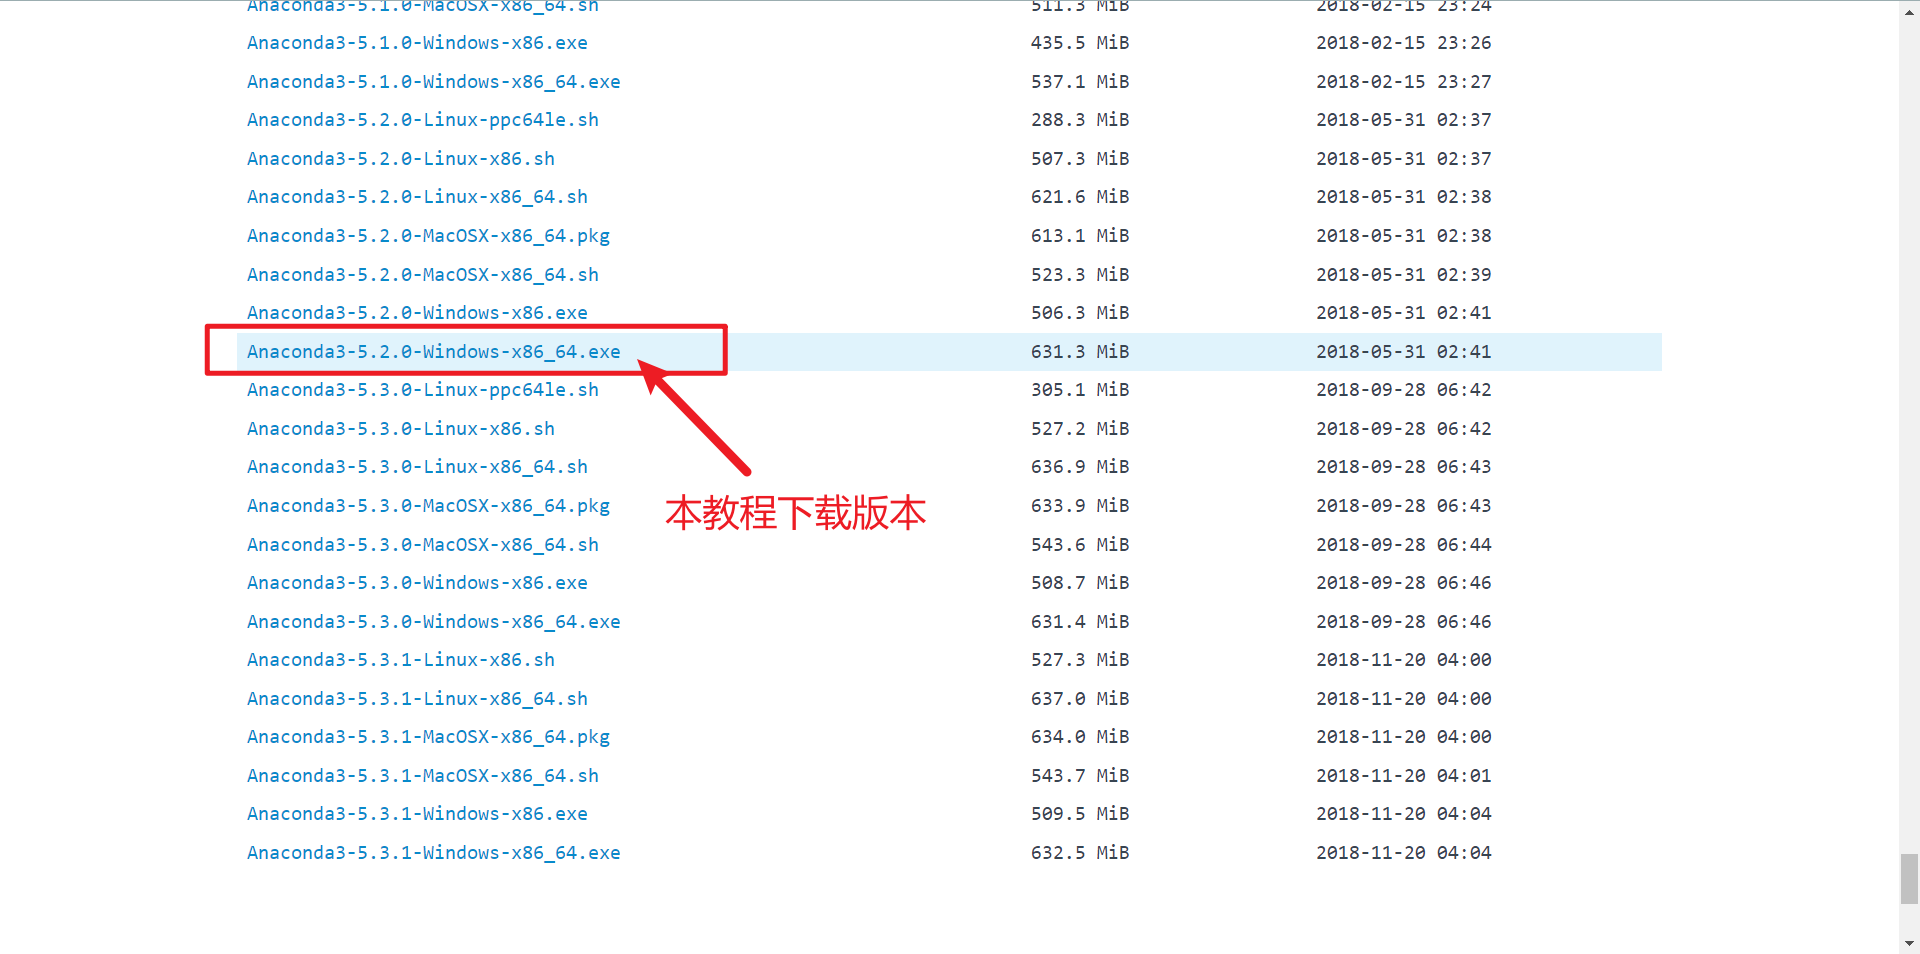 Anaconda3-5.1.0-MacOSX-x86_64.sh 511.3 MiB 2018-02-15 23:24
Anaconda3-5.1.0-Windows-x86.exe 435.5 MiB 2018-02-15 23:26
Anaconda3-5.1.0-Windows-x86_64.exe 537.1 MiB 2018-02-15 23:27
Anaconda3-5.2.0-Linux-ppc64le.sh 288.3 MiB 2018-05-31 02:37
Anaconda3-5.2.0-Linux-x86.sh 507.3 MiB 2018-05-31 02:37
Anaconda3-5.2.0-Linux-x86_64.sh 621.6 MiB 2018-05-31 02:38
Anaconda3-5.2.0-MacOSX-x86_64.pkg 613.1 MiB 2018-05-31 02:38
Anaconda3-5.2.0-MacOSX-x86_64.sh 523.3 MiB 2018-05-31 02:39
Anaconda3-5.2.0-Windows-x86.exe 506.3 MiB 2018-05-31 02:41
Anaconda3-5.2.0-Windows-x86_64.exe 631.3 MiB 2018-05-31 02:41
Anaconda3-5.3.0-Linux-ppc64le.sh 305.1 MiB 2018-09-28 06:42
Anaconda3-5.3.0-Linux-x86.sh 527.2 MiB 2018-09-28 06:42
Anaconda3-5.3.0-Linux-x86_64.sh 636.9 MiB 2018-09-28 06:43
Anaconda3-5.3.0-MacOSX-x86_64.pkg 633.9 MiB 2018-09-28 06:43
本教程下载版本
Anaconda3-5.3.0-MacOSX-x86_64.sh 543.6 MiB 2018-09-28 06:44
Anaconda3-5.3.0-Windows-x86.exe 508.7 MiB 2018-09-28 06:46
Anaconda3-5.3.0-Windows-x86_64.exe 631.4 MiB 2018-09-28 06:46
Anaconda3-5.3.1-Linux-x86.sh 527.3 MiB 2018-11-20 04:00
Anaconda3-5.3.1-Linux-x86_64.sh 637.0 MiB 2018-11-20 04:00
Anaconda3-5.3.1-MacOSX-x86_64.pkg 634.0 MiB 2018-11-20 04:00
Anaconda3-5.3.1-MacOSX-x86_64.sh 543.7 MiB 2018-11-20 04:01
Anaconda3-5.3.1-Windows-x86.exe 509.5 MiB 2018-11-20 04:04
Anaconda3-5.3.1-Windows-x86_64.exe 632.5 MiB 2018-11-20 04:04